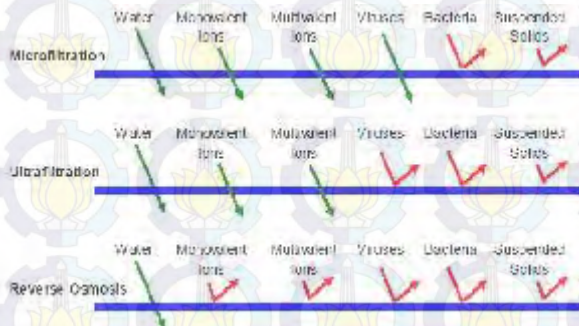 Water Monovalent Multivalent Viruses Bacteria Suspended
Ions Ions Solids
Microfiltration
Water Monovalent Multivalent Viruses Bacteria Suspended
Ions Ions Solids
Ultrafiltration
Water Monovalent Multivalent Viruses Bacteria Suspended
Ions Ions Solids
Reverse Osmosis